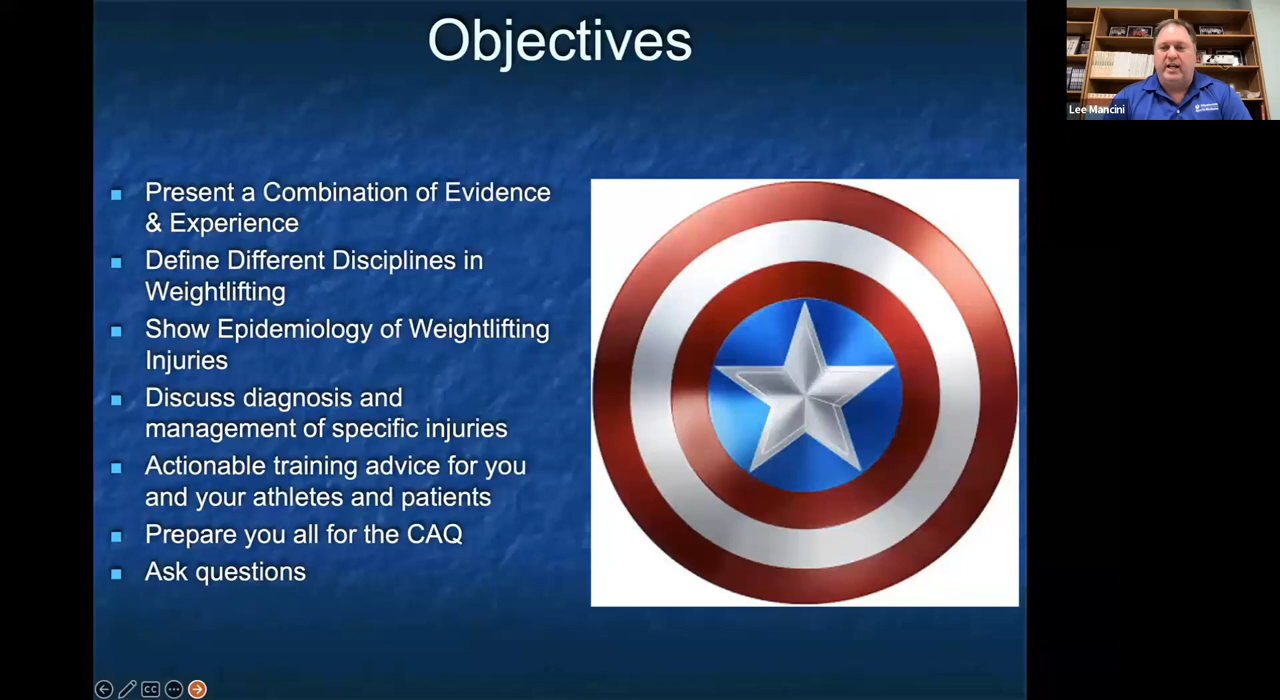 Objectives
Present a Combination of Evidence
& Experience
Define Different Disciplines in
Weightlifting
Show Epidemiology of Weightlifting
Injuries
Discuss diagnosis and
management of specific injuries
Actionable training advice for you
and your athletes and patients
Prepare you all for the CAQ
Ask questions
Lee Mancini
CC